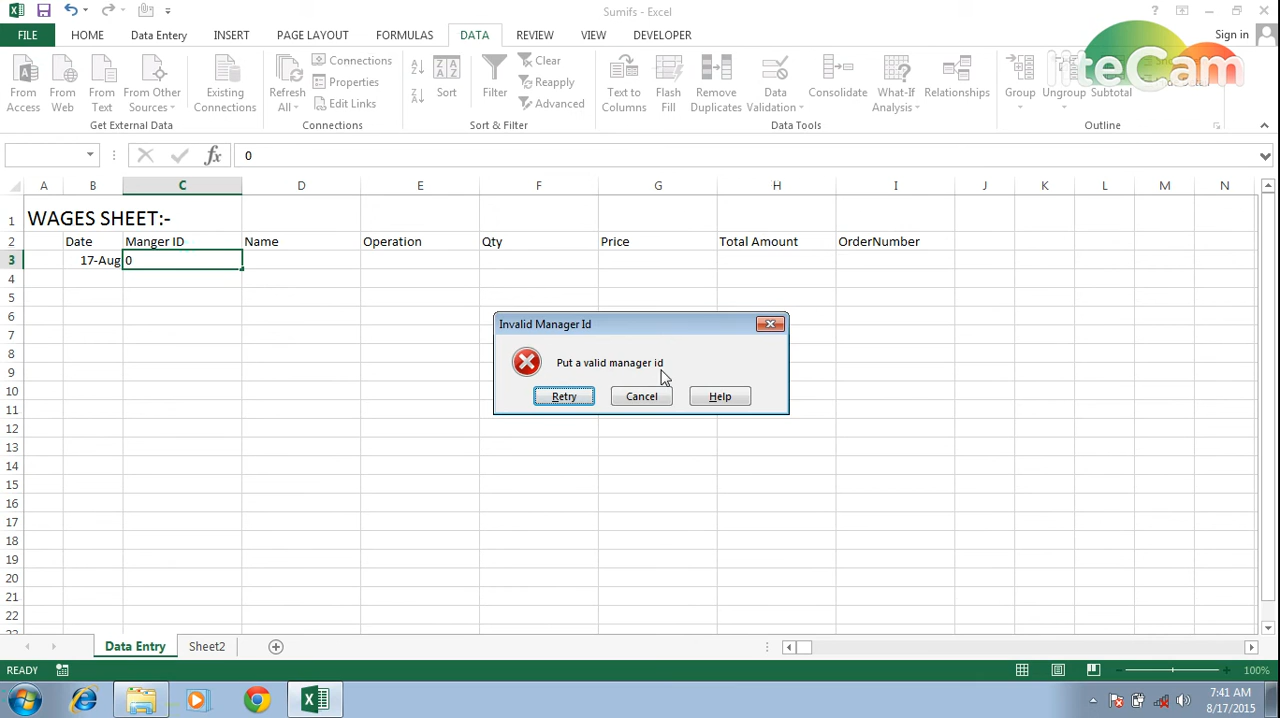 Sumifs - Excel
FILE HOME Data Entery INSERT PAGE LAYOUT FORMULAS DATA REVIEW VIEW DEVELOPER Sign in
From Access
From Web
From Text
From Other Sources
Existing Connections
Get External Data
Refresh All
Connections
Properties
Edit Links
Connections
Sort
Filter
Clear
Reapply
Advanced
Sort & Filter
Text to Columns
Flash Fill
Remove Duplicates
Data Validation
Consolidate
What-If Analysis
Relationships
Data Tools
Group
Ungroup
Subtotal
Outline
liteCam
fx 0
A B C D E F G H I J K L M N
1 WAGES SHEET:-
2 Date Manger ID Name Operation Qty Price Total Amount OrderNumber
3 17-Aug 0
4
5
6
7
8
9
10
11
12
13
14
15
16
17
18
19
20
21
22
Invalid Manager Id
Put a valid manager id
Retry Cancel Help
Data Entry Sheet2
READY 100%
7:41 AM
8/17/2015